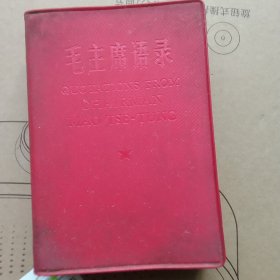 毛主席语录
QUOTATIONS FROM
CHAIRMAN
MAO TSE-TUNG